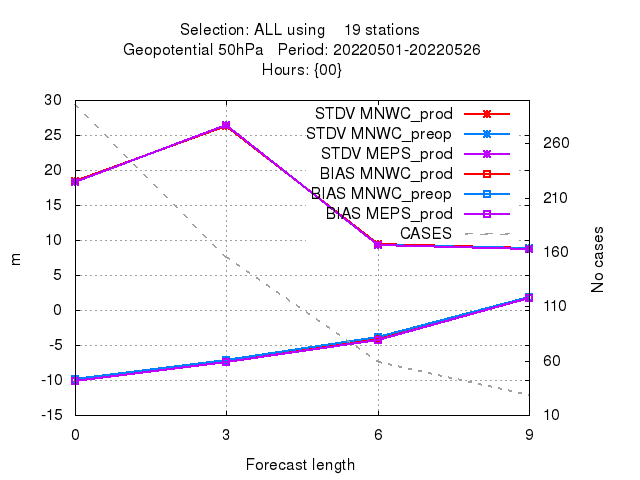 Selection: ALL using 19 stations
Geopotential 50hPa Period: 20220501-20220526
Hours: {00}
STDV MNWC_prod
STDV MNWC_preop
STDV MEPS_prod
BIAS MNWC_prod
BIAS MNWC_preop
BIAS MEPS_prod
CASES
30
25
20
15
10
5
0
-5
-10
-15
m
260
210
160
110
60
10
No cases
0 3 6 9
Forecast length